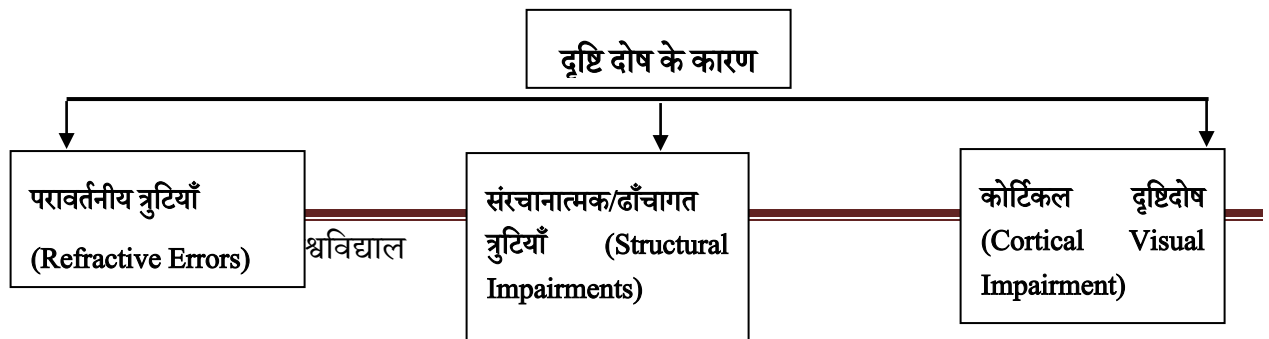 दृष्टि दोष के कारण
परावर्तनीय त्रुटियाँ
(Refractive Errors)
श्वविद्याल
संरचानात्मक/ढाँचागत
त्रुटियाँ (Structural
Impairments)
कोर्टिकल दृष्टिदोष
(Cortical Visual
Impairment)